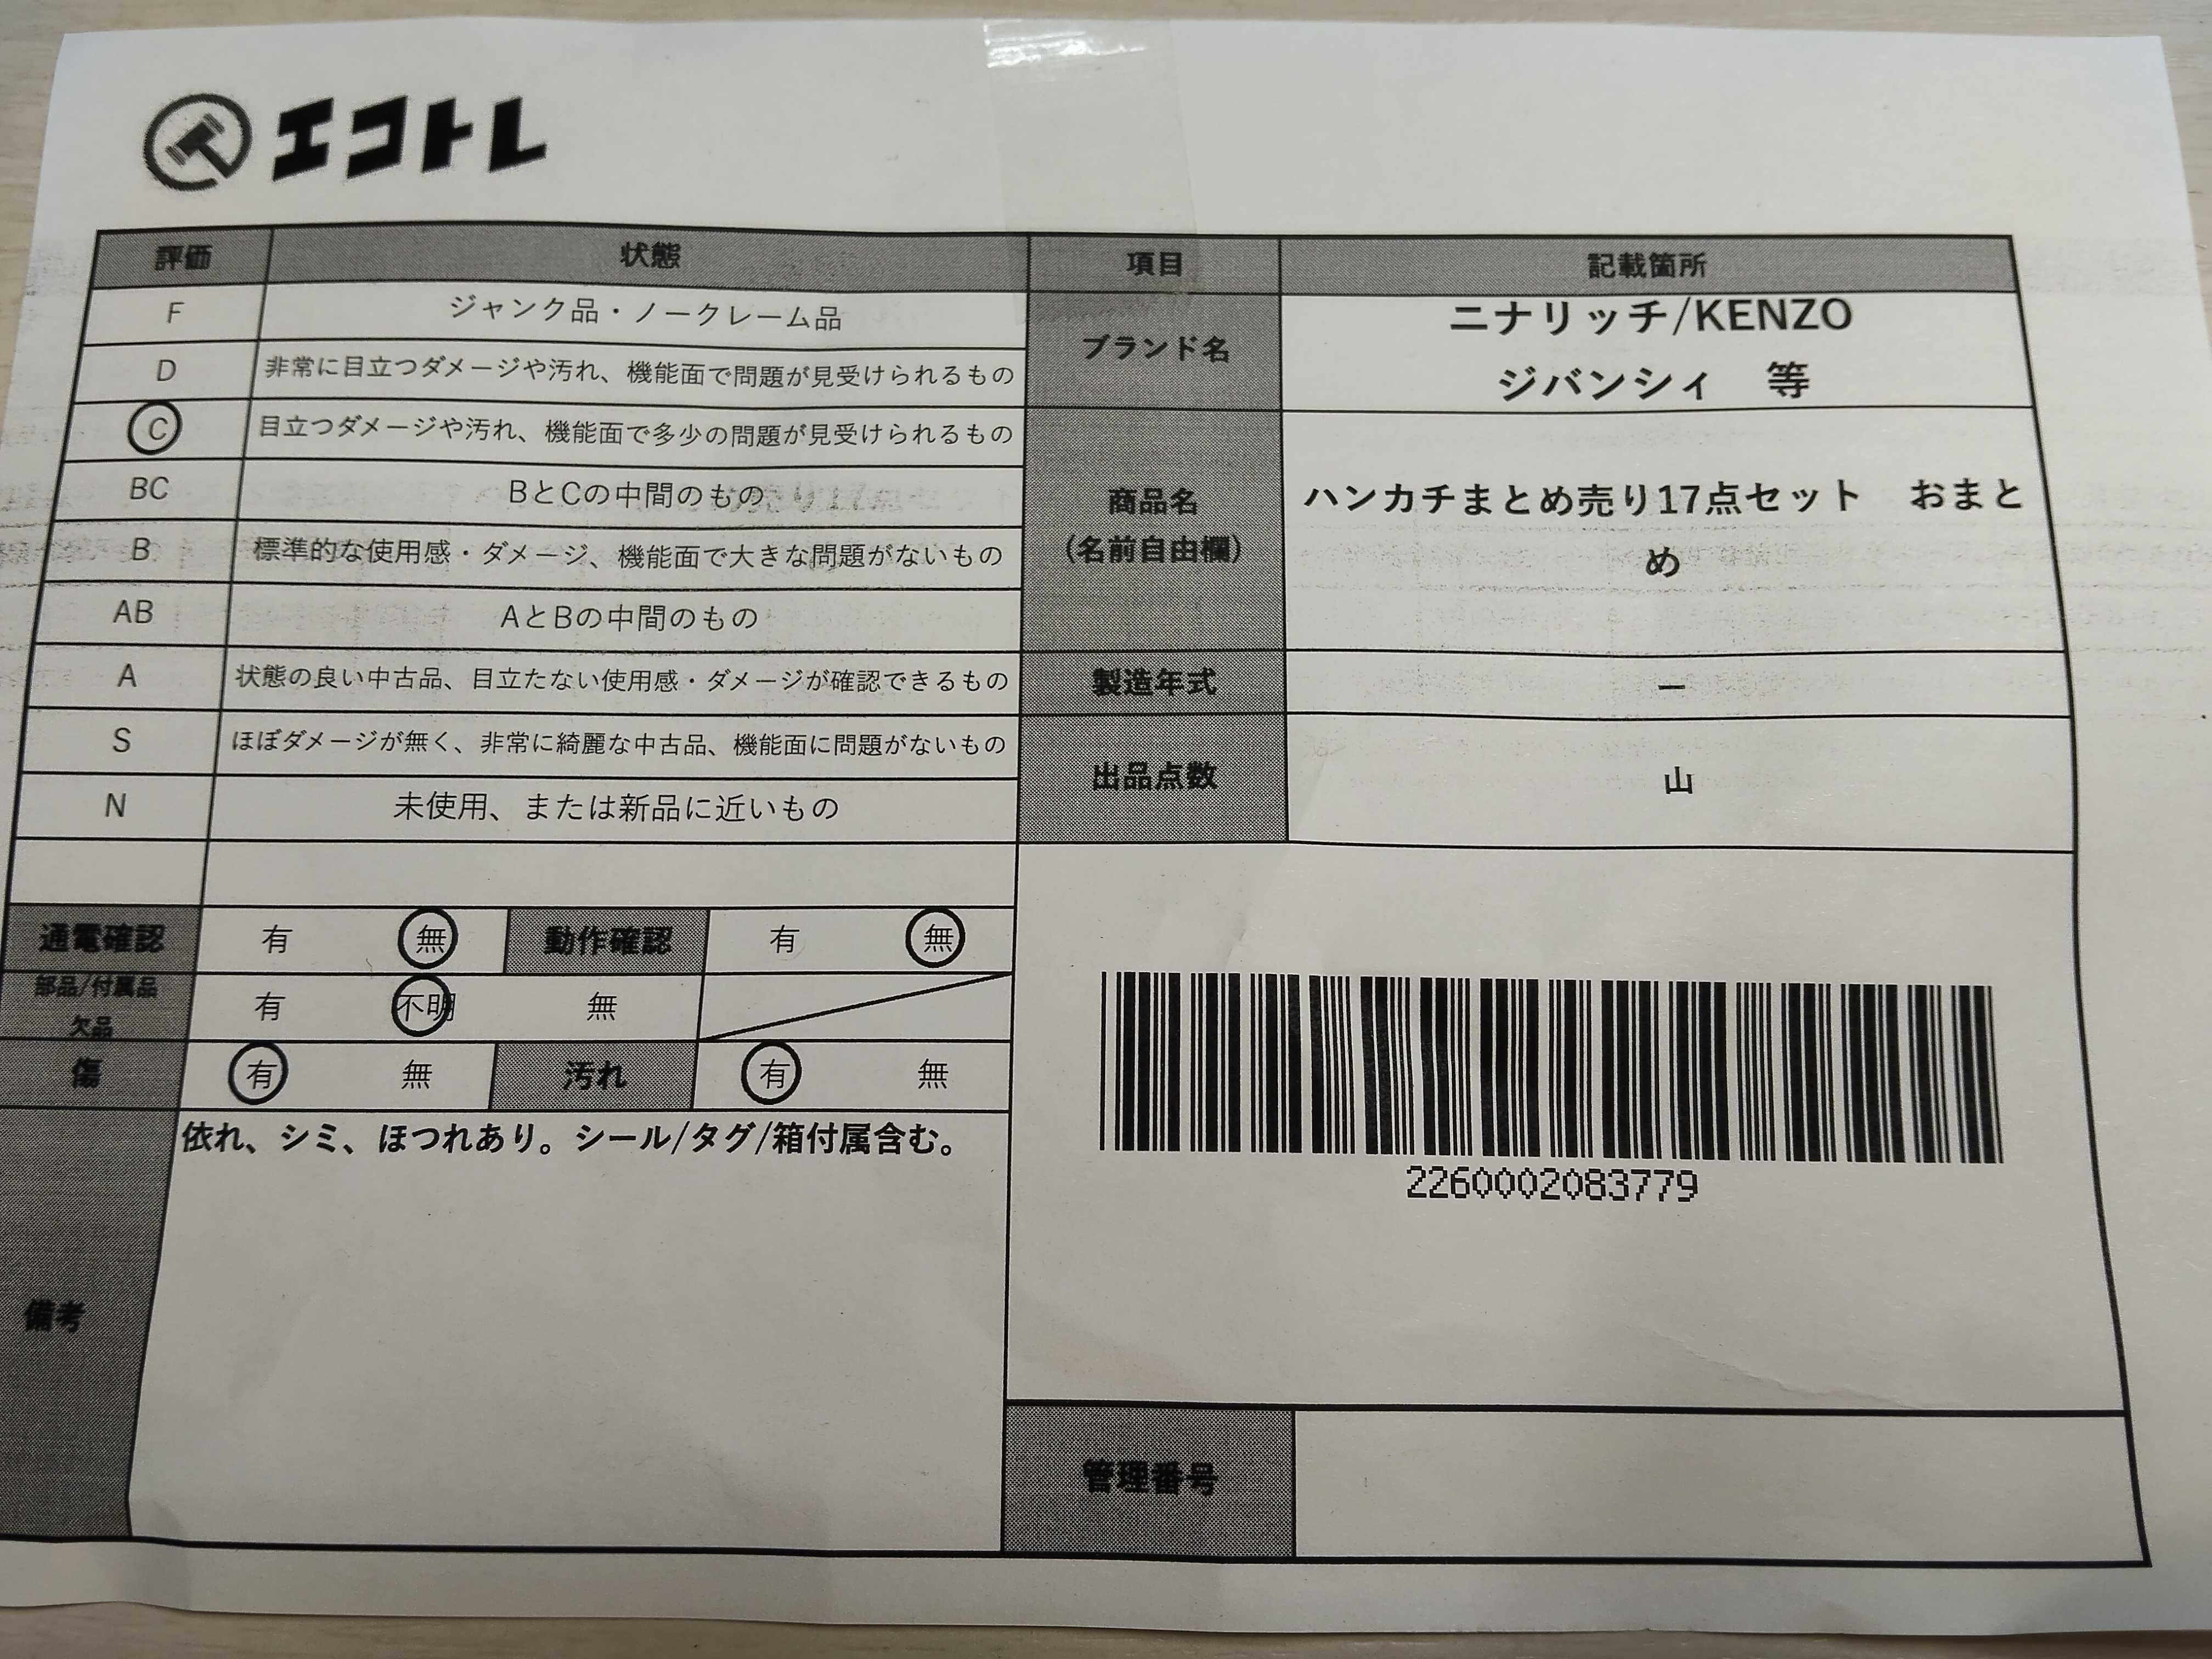 エコトレ
評価 状態
F ジャンク品・ノークレーム品
D 非常に目立つダメージや汚れ、機能面で問題が見受けられるもの
C 目立つダメージや汚れ、機能面で多少の問題が見受けられるもの
BC BとCの中間のもの
B 標準的な使用感・ダメージ、機能面で大きな問題がないもの
AB AとBの中間のもの
A 状態の良い中古品、目立たない使用感・ダメージが確認できるもの
S ほぼダメージが無く、非常に綺麗な中古品、機能面に問題がないもの
N 未使用、または新品に近いもの
通電確認 有 無 動作確認 有 無
部品/付属品
欠品 有 不明 無
傷 有 無 汚れ 有 無
備考 依れ、シミ、ほつれあり。シール/タグ/箱付属含む。
項目 記載箇所
ブランド名 ニナリッチ/KENZO
ジバンシィ 等
商品名
(名前自由欄) ハンカチまとめ売り17点セット おまと
め
製造年式 ー
出品点数 山
2260002083779
管理番号